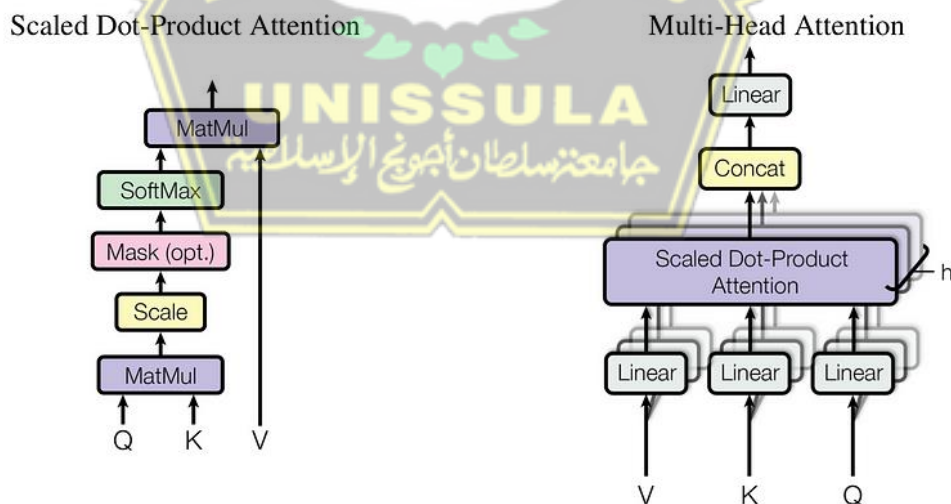 Scaled Dot-Product Attention
Multi-Head Attention
UNISSULA
جامعتنسلطان أجونج الإسلامية
MatMul
SoftMax
Mask (opt.)
Scale
MatMul
Q K V
Linear
Concat
Scaled Dot-Product
Attention
h
Linear Linear Linear
V K Q